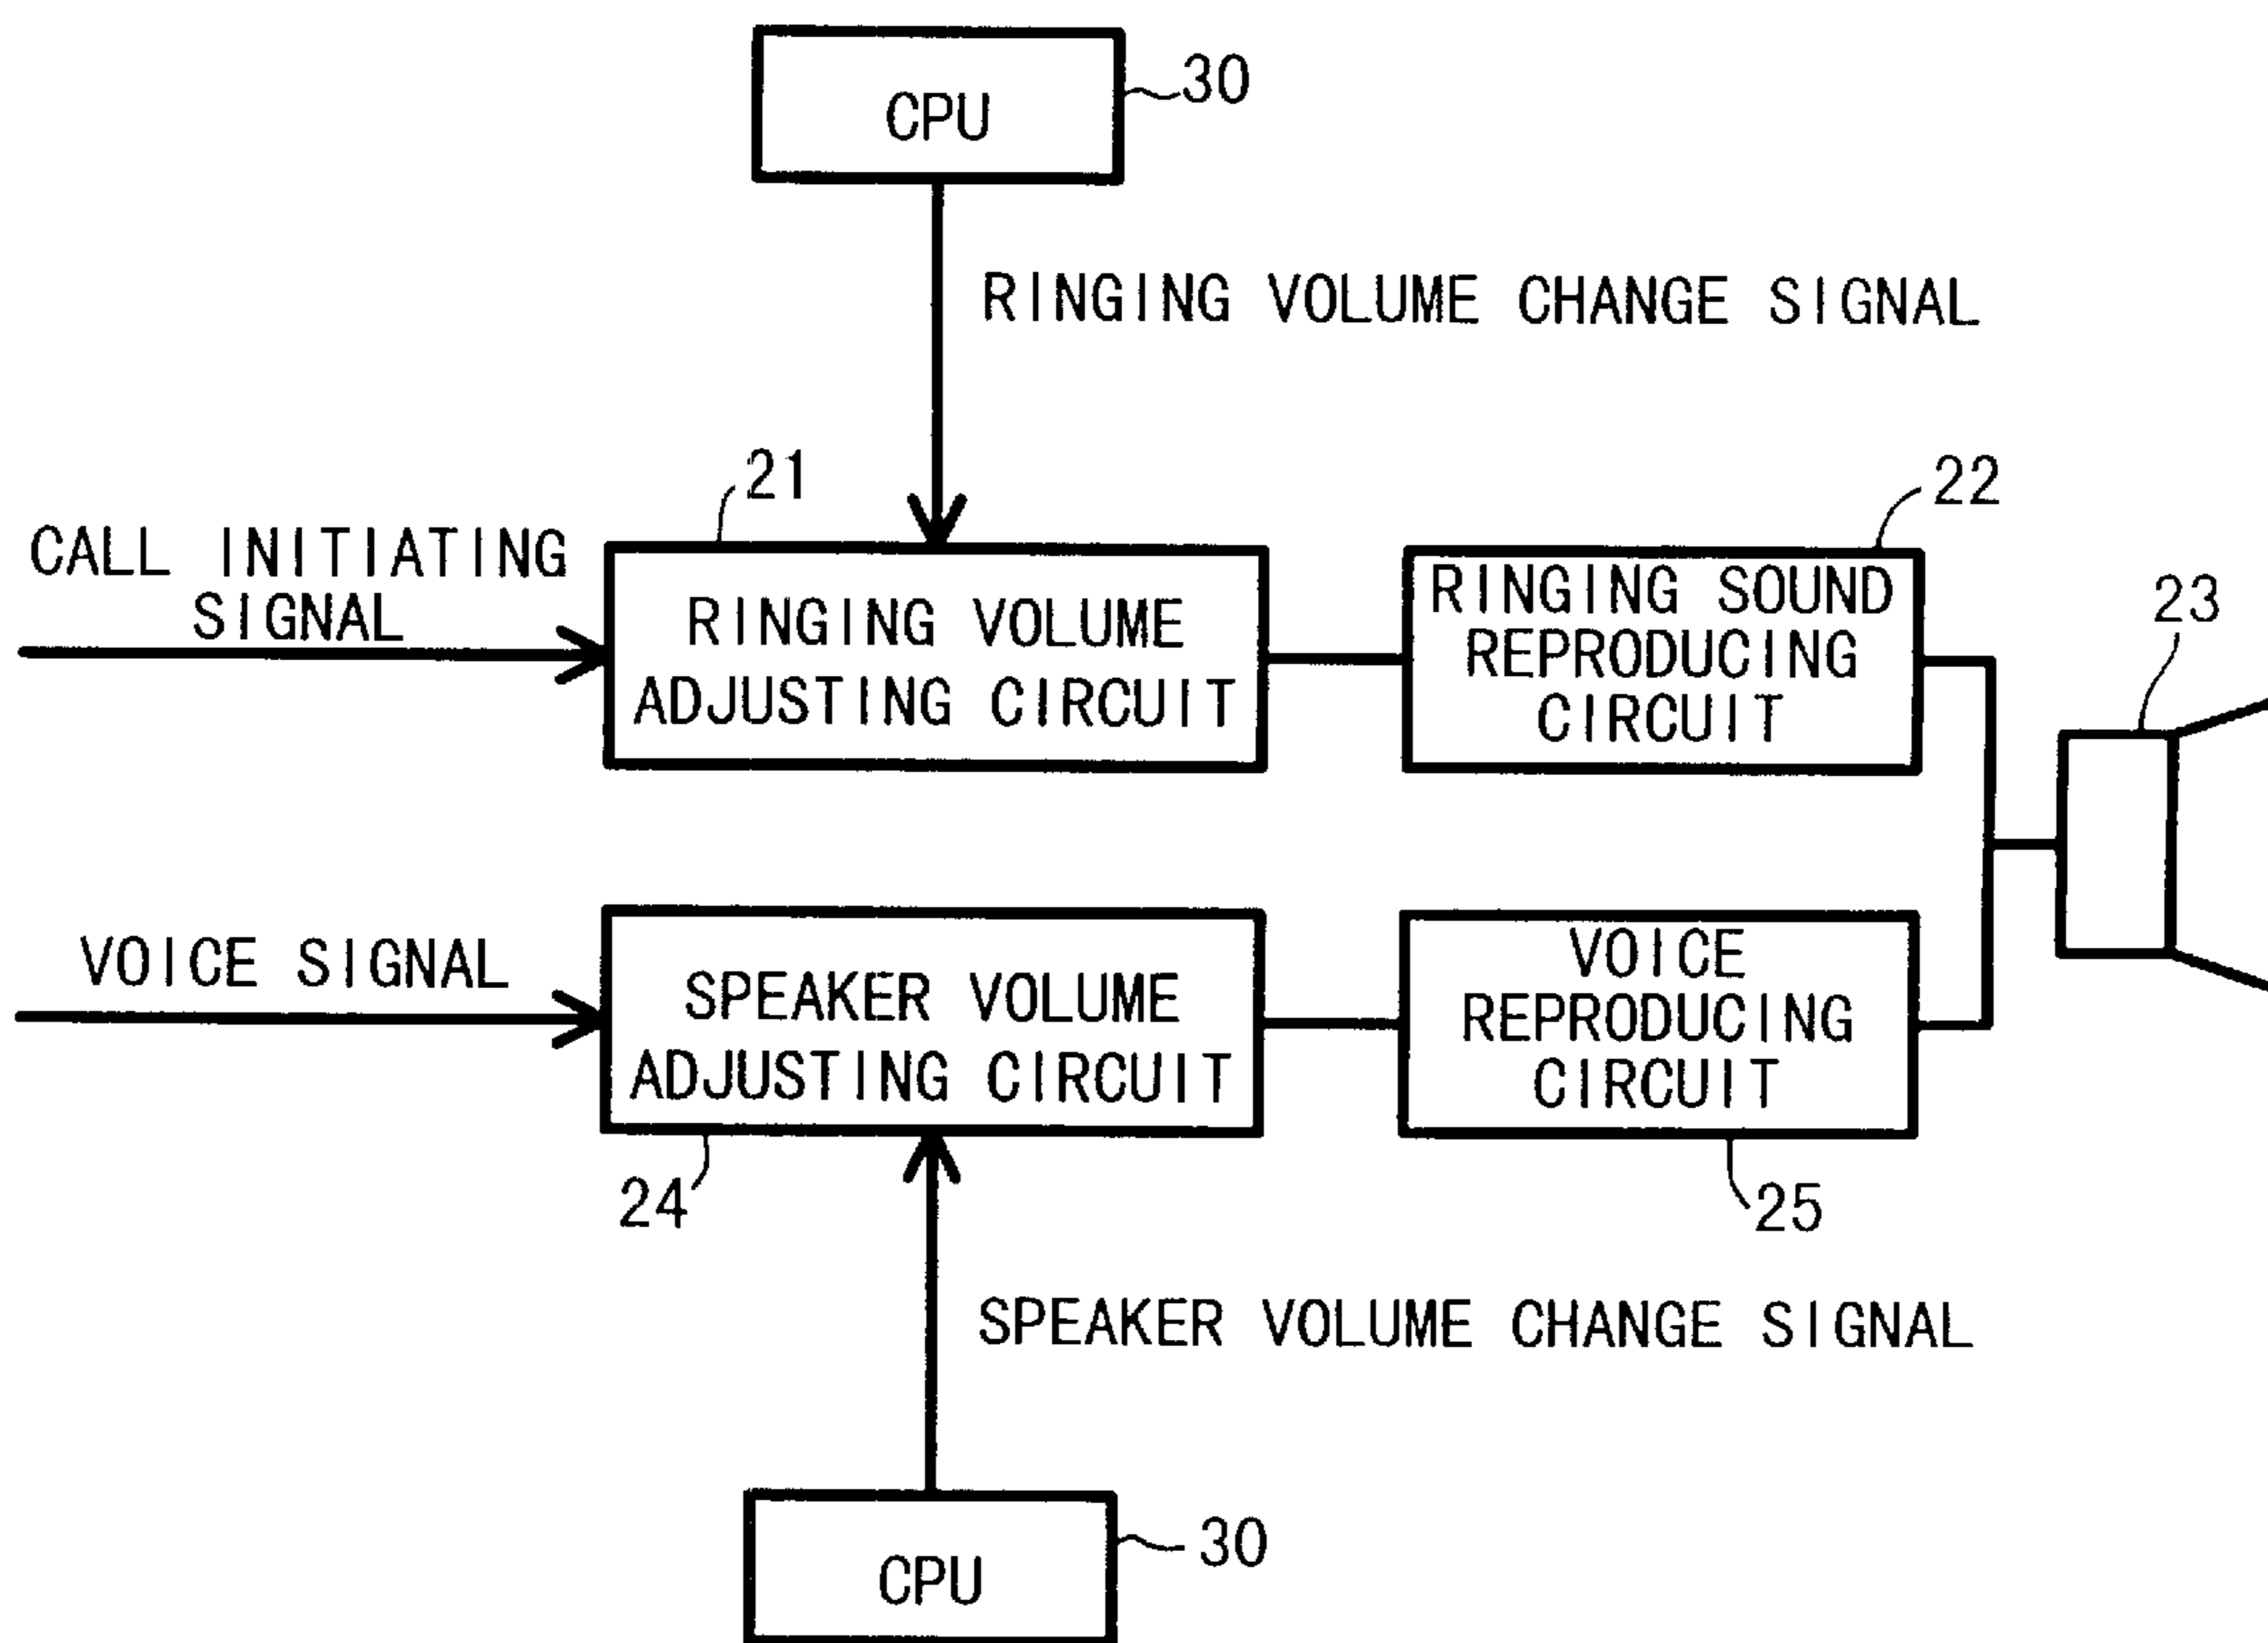 CPU
30
RINGING VOLUME CHANGE SIGNAL
21
22
CALL INITIATING
SIGNAL
RINGING VOLUME
ADJUSTING CIRCUIT
RINGING SOUND
REPRODUCING
CIRCUIT
23
VOICE SIGNAL
SPEAKER VOLUME
ADJUSTING CIRCUIT
VOICE
REPRODUCING
CIRCUIT
24
25
SPEAKER VOLUME CHANGE SIGNAL
CPU
30